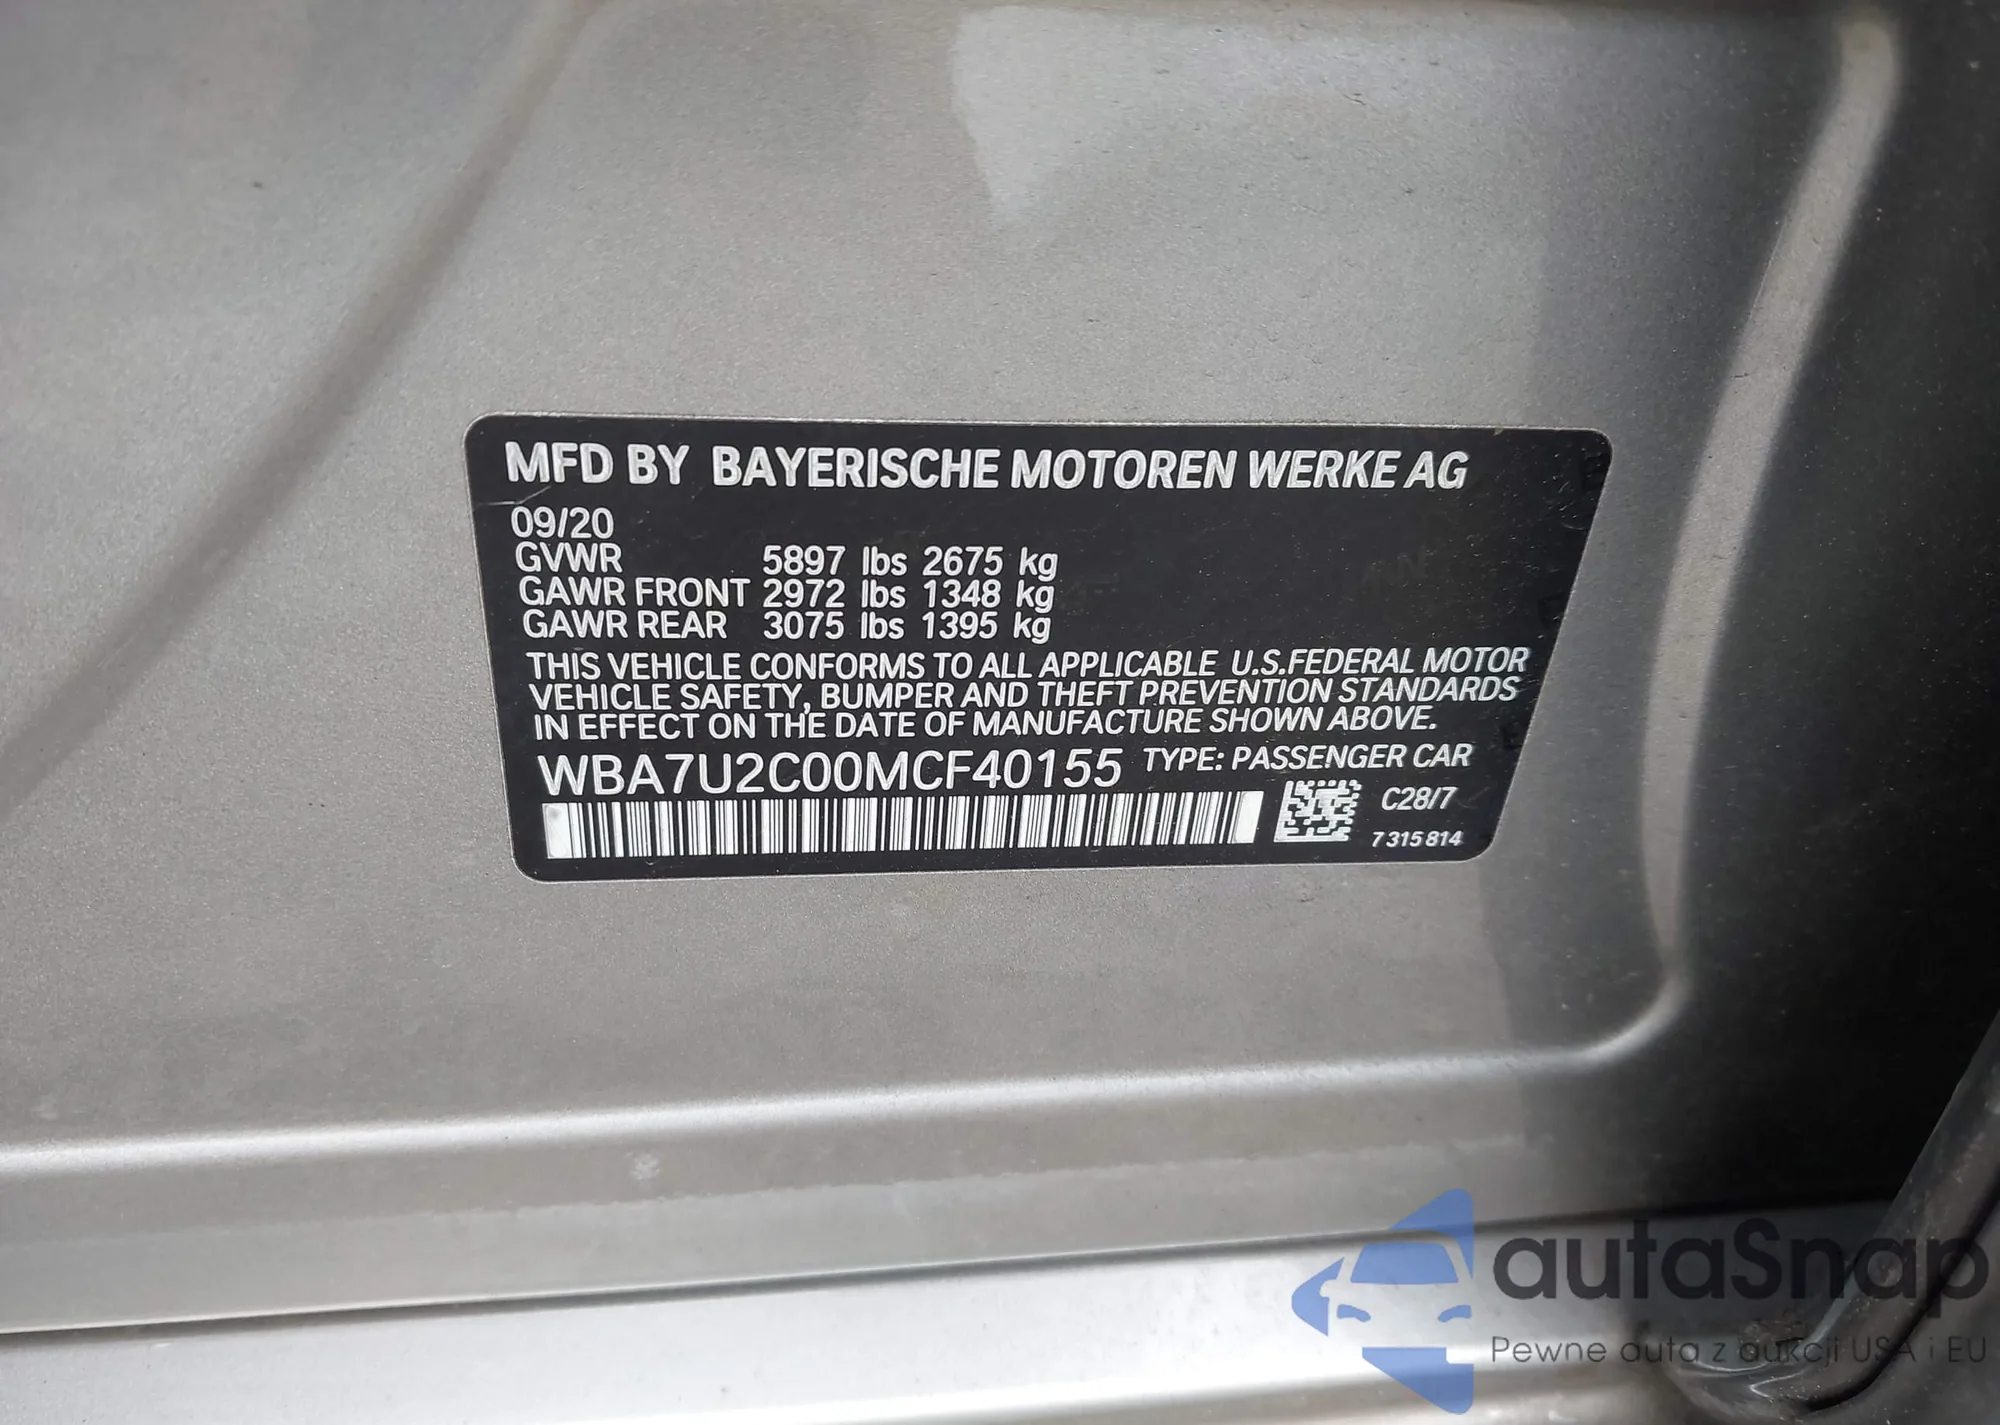 MFD BY BAYERISCHE MOTOREN WERKE AG
09/20
GVWR 5897 lbs 2675 kg
GAWR FRONT 2972 lbs 1348 kg
GAWR REAR 3075 lbs 1395 kg
THIS VEHICLE CONFORMS TO ALL APPLICABLE U.S.FEDERAL MOTOR
VEHICLE SAFETY, BUMPER AND THEFT PREVENTION STANDARDS
IN EFFECT ON THE DATE OF MANUFACTURE SHOWN ABOVE.
WBA7U2C00MCF40155 TYPE: PASSENGER CAR
C28/7
7315814
autaSnap
Pewne auta z aukcji USA i EU